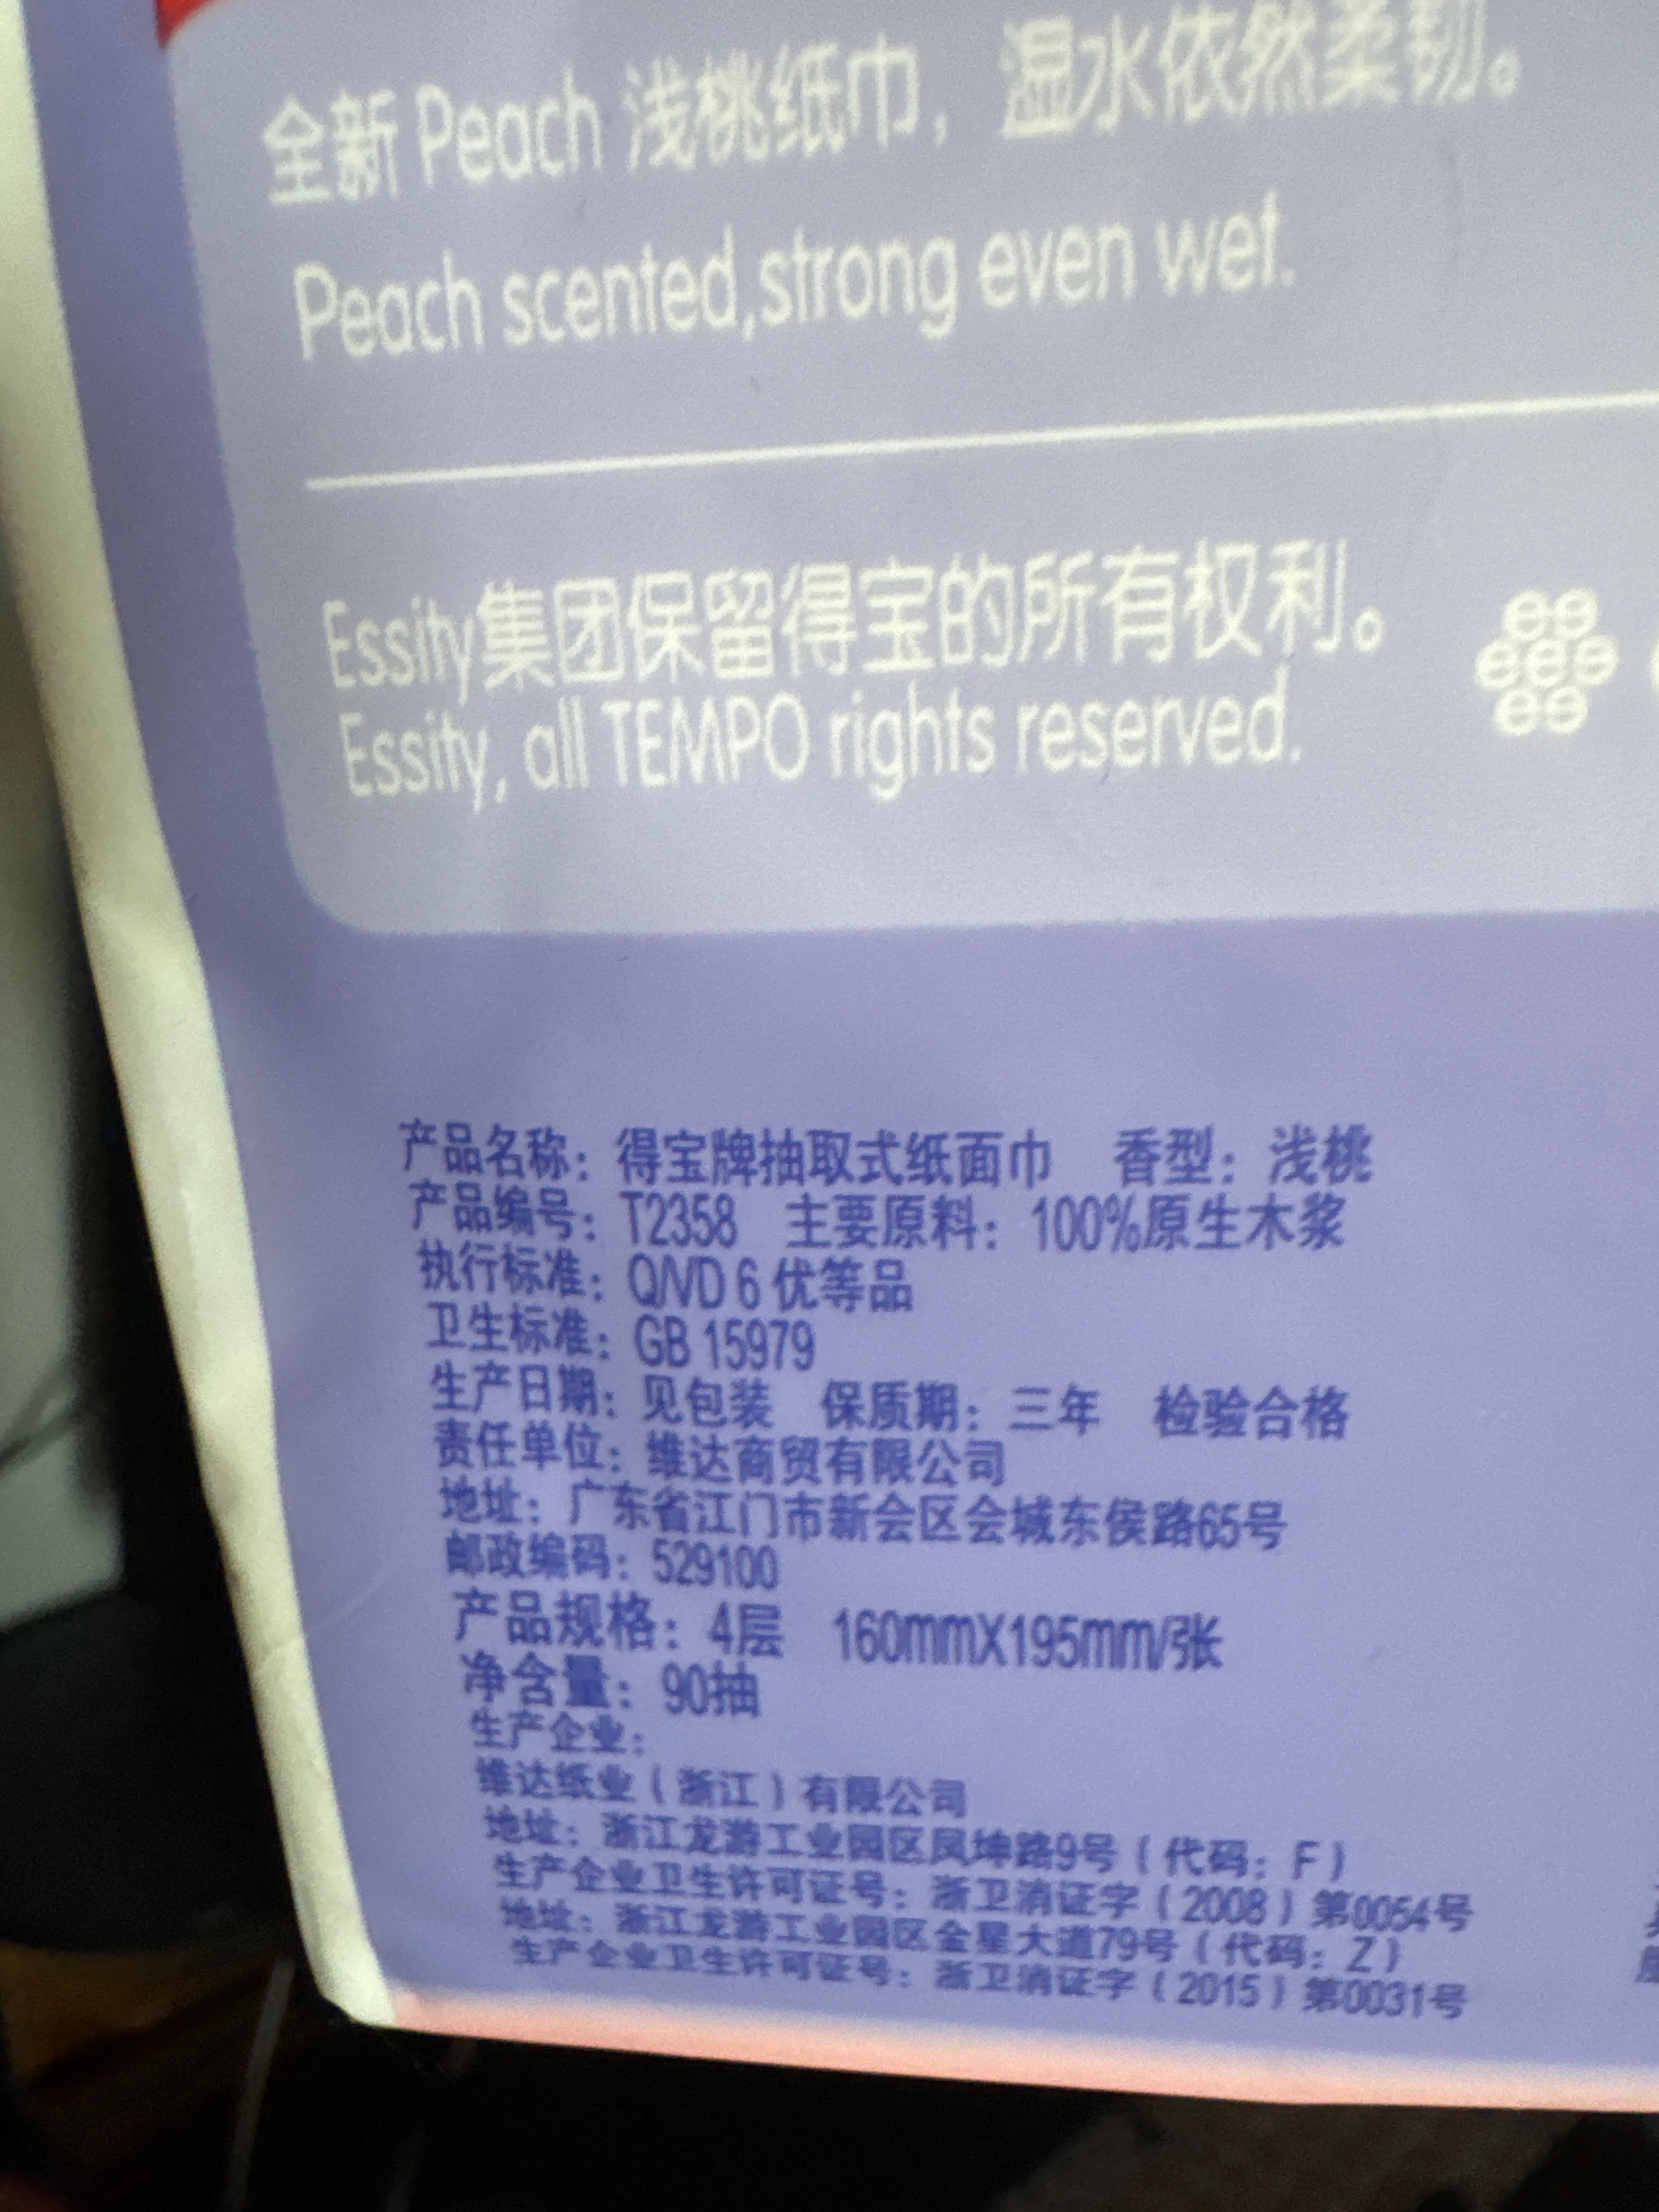 全新 Peach 浅桃纸巾，温水依然柔韧。
Peach scented,strong even wet.
Essity集团保留得宝的所有权利。
Essity, all TEMPO rights reserved.
产品名称：得宝牌抽取式纸面巾 香型：浅桃
产品编号：T2358 主要原料：100%原生木浆
执行标准：Q/VD 6 优等品
卫生标准：GB 15979
生产日期：见包装 保质期：三年 检验合格
责任单位：维达商贸有限公司
地址：广东省江门市新会区会城东侯路65号
邮政编码：529100
产品规格：4层 160mmX195mm/张
净含量：90抽
生产企业：
维达纸业（浙江）有限公司
地址：浙江龙游工业园区凤坤路9号（代码：F）
生产企业卫生许可证号：浙卫消证字（2008）第0054号
地址：浙江龙游工业园区金星大道79号（代码：Z）
生产企业卫生许可证号：浙卫消证字（2015）第0031号